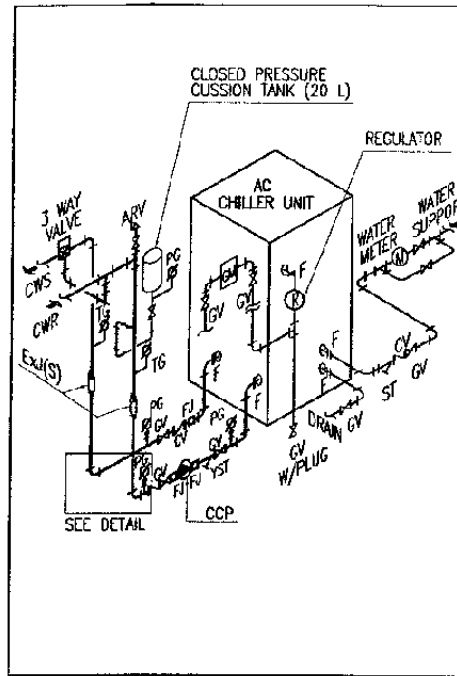 CLOSED PRESSURE
CUSSION TANK (20 L)
REGULATOR
AC
CHILLER UNIT
3 WAY
VALVE
ARV
PG
WATER
METER
WATER
SUPPORT
CWS
CWR
TG
TG
GM
GV
GV
F
R
ExJ(S)
F
F
F
F
PG
GV
FJ
GV
PG
GV
CV
ST
GV
DRAIN
GV
GV
W/PLUG
PG
GV
FJ
FJ
YST
SEE DETAIL
CCP